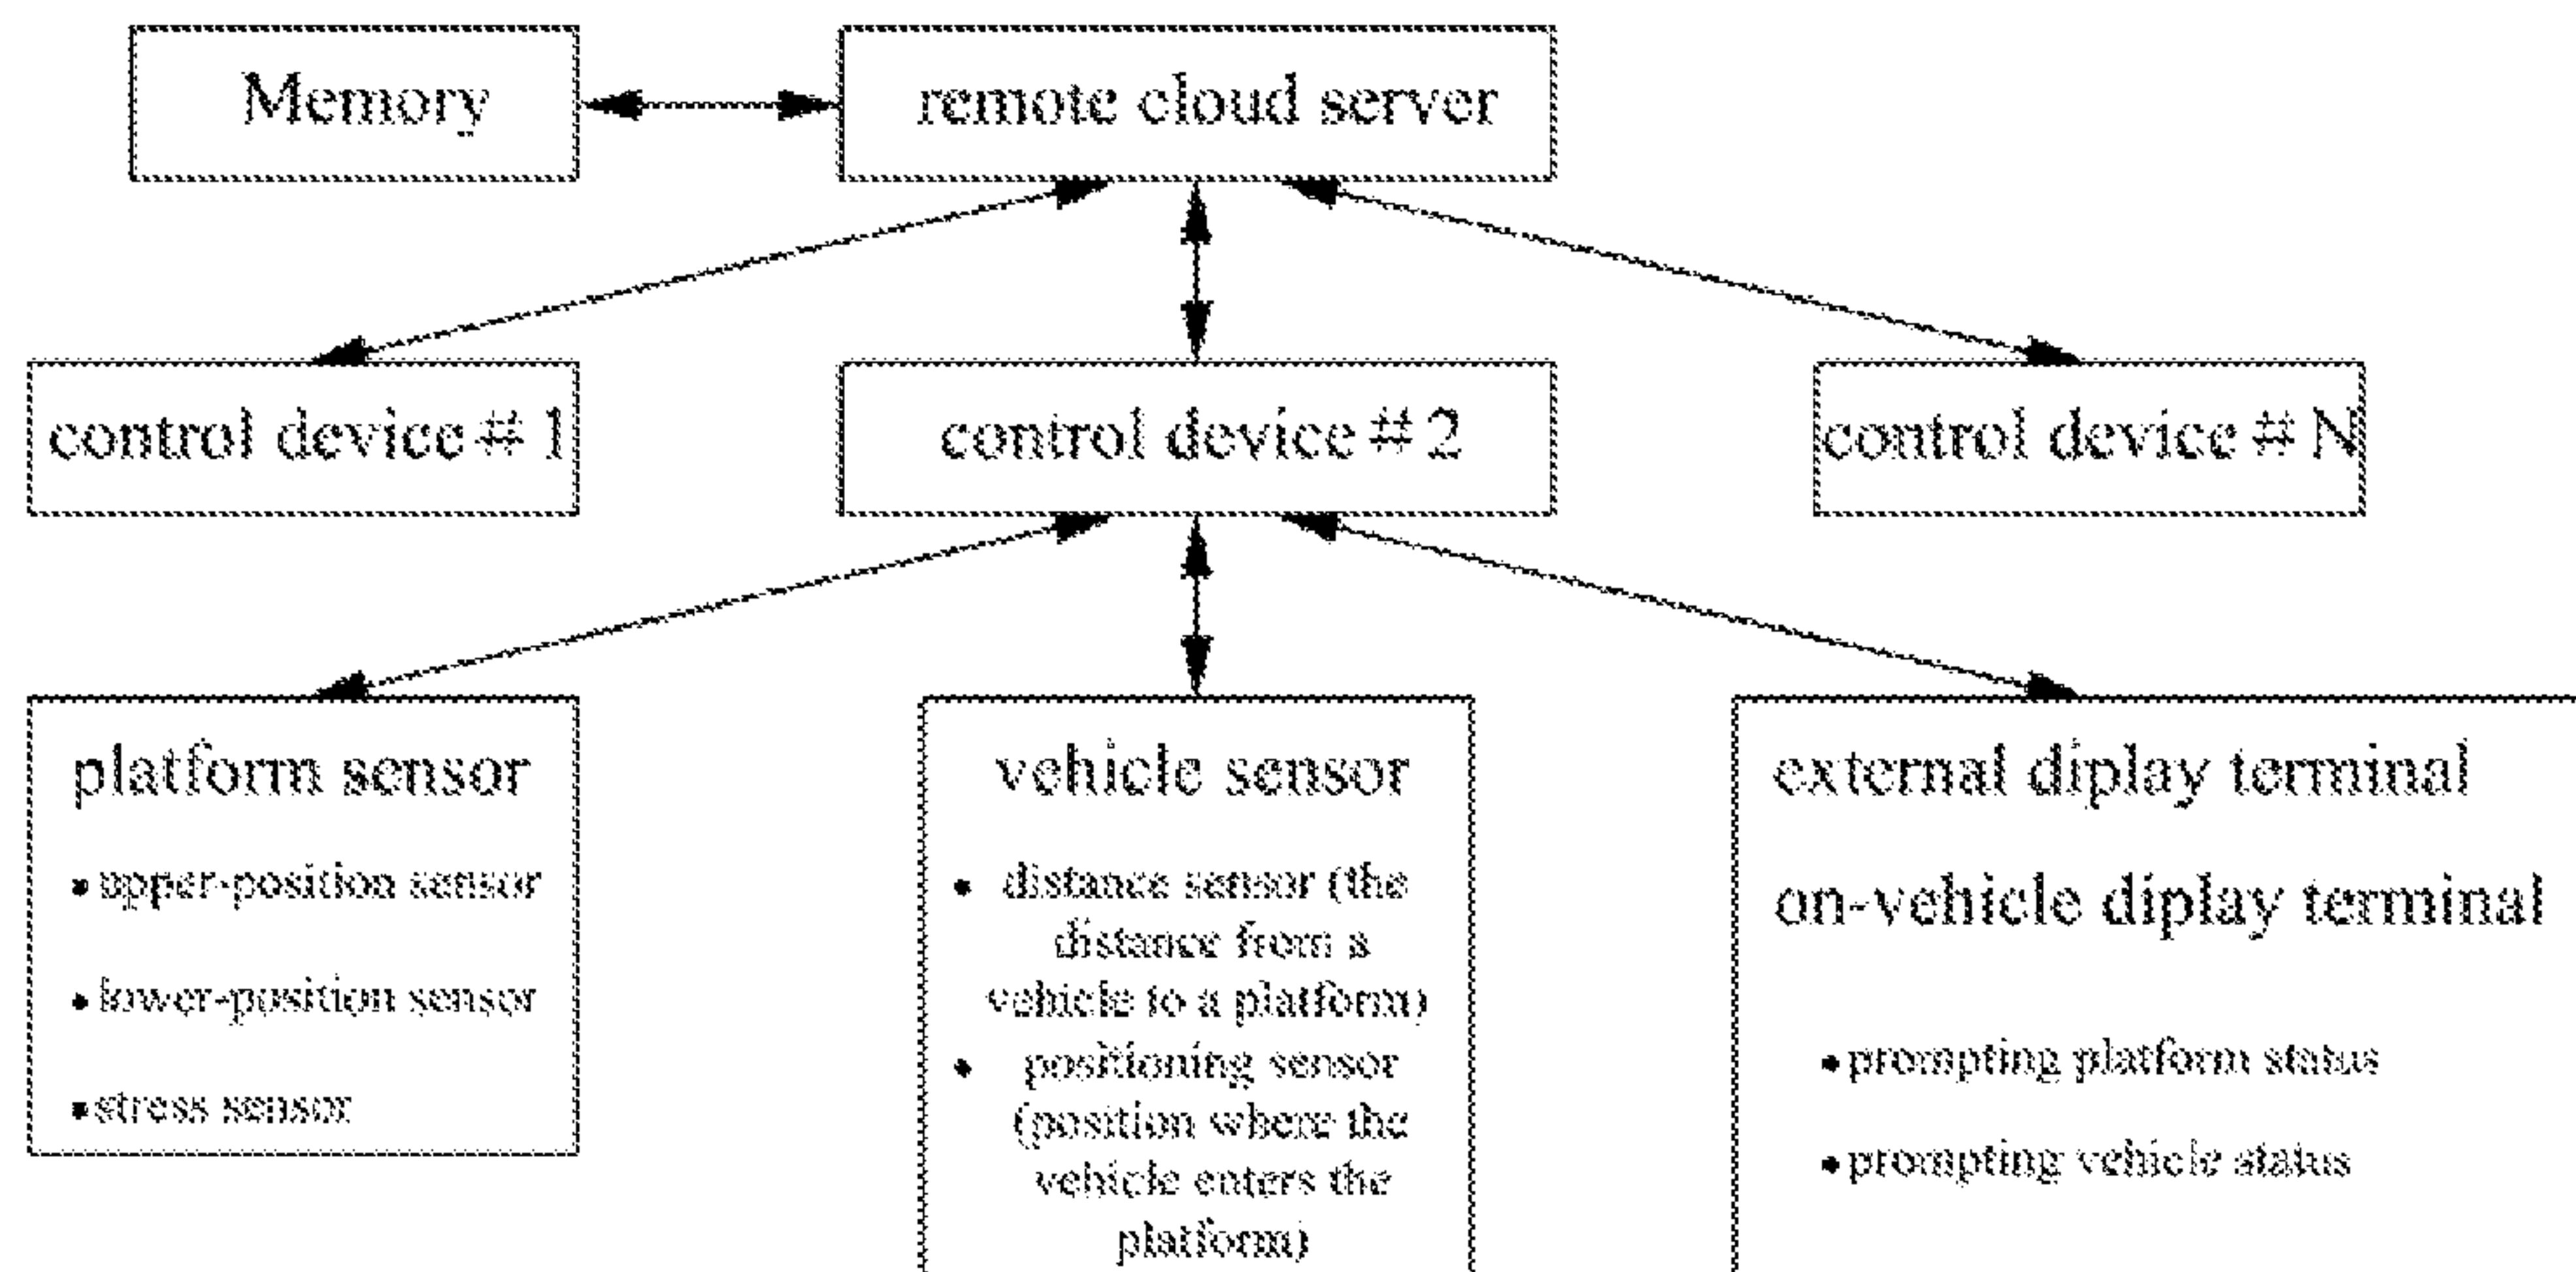 Memory
remote cloud server
control device # 1
control device # 2
control device # N
platform sensor
• upper-position sensor
• lower-position sensor
• stress sensor
vehicle sensor
• distance sensor (the
distance from a
vehicle to a platform)
• positioning sensor
(position where the
vehicle enters the
platform)
external diplay terminal
on-vehicle diplay terminal
• prompting platform status
• prompting vehicle status